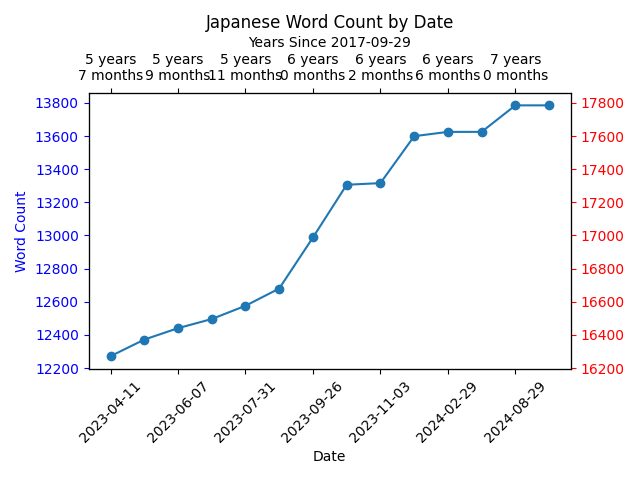 Japanese Word Count by Date
Years Since 2017-09-29
5 years 5 years 5 years 6 years 6 years 6 years 7 years
7 months 9 months 11 months 0 months 2 months 6 months 0 months
13800 17800
13600 17600
13400 17400
13200 17200
13000 17000
12800 16800
12600 16600
12400 16400
12200 16200
Word Count
2023-04-11 2023-06-07 2023-07-31 2023-09-26 2023-11-03 2024-02-29 2024-08-29
Date